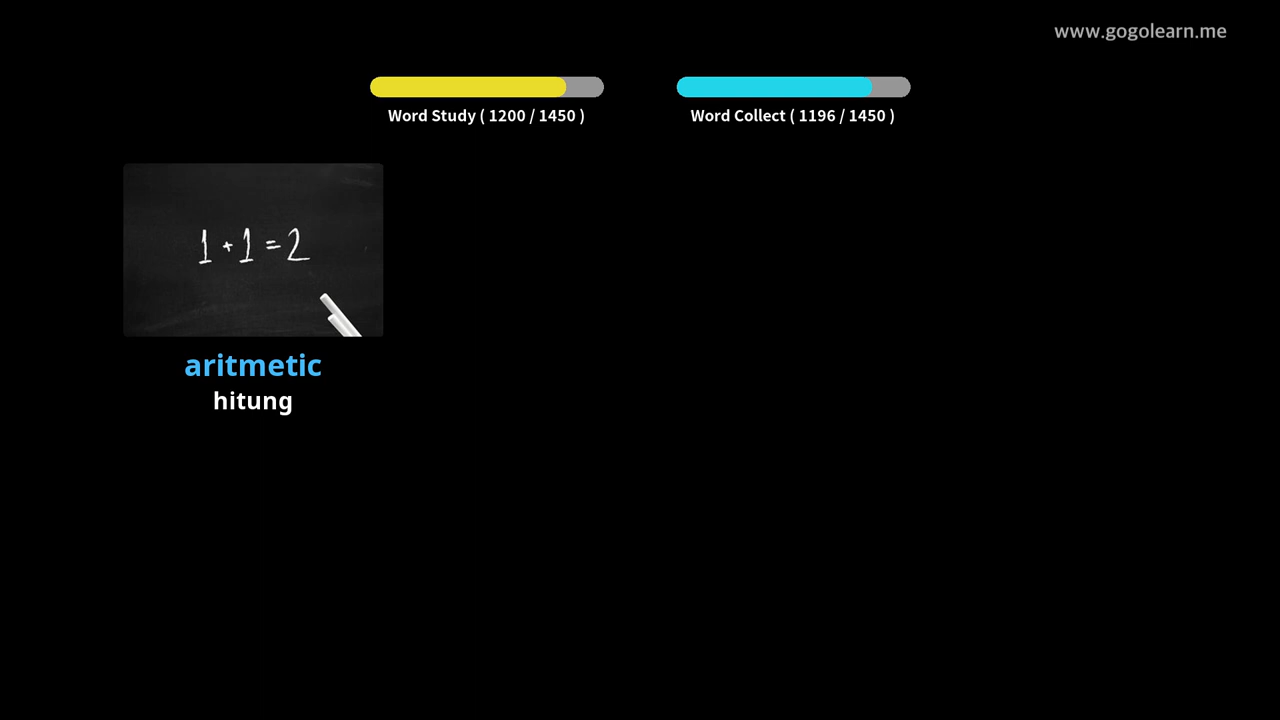 www.gogolearn.me
Word Study ( 1200 / 1450 )
Word Collect ( 1196 / 1450 )
1 + 1 = 2
aritmetic
hitung